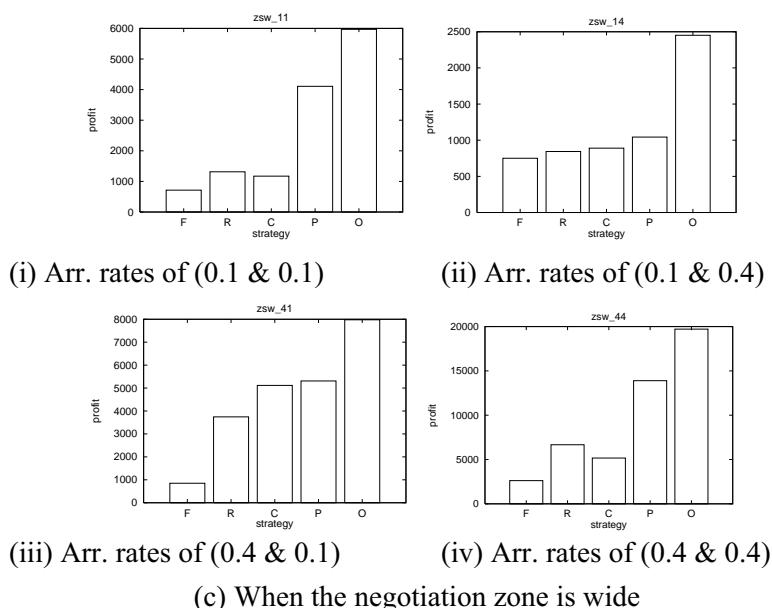 zsw_11
6000
5000
4000
3000
2000
1000
0
profit
F R C P O
strategy
(i) Arr. rates of (0.1 & 0.1)
zsw_14
2500
2000
1500
1000
500
0
profit
F R C P O
strategy
(ii) Arr. rates of (0.1 & 0.4)
zsw_41
8000
7000
6000
5000
4000
3000
2000
1000
0
profit
F R C P O
strategy
(iii) Arr. rates of (0.4 & 0.1)
zsw_44
20000
15000
10000
5000
0
profit
F R C P O
strategy
(iv) Arr. rates of (0.4 & 0.4)
(c) When the negotiation zone is wide